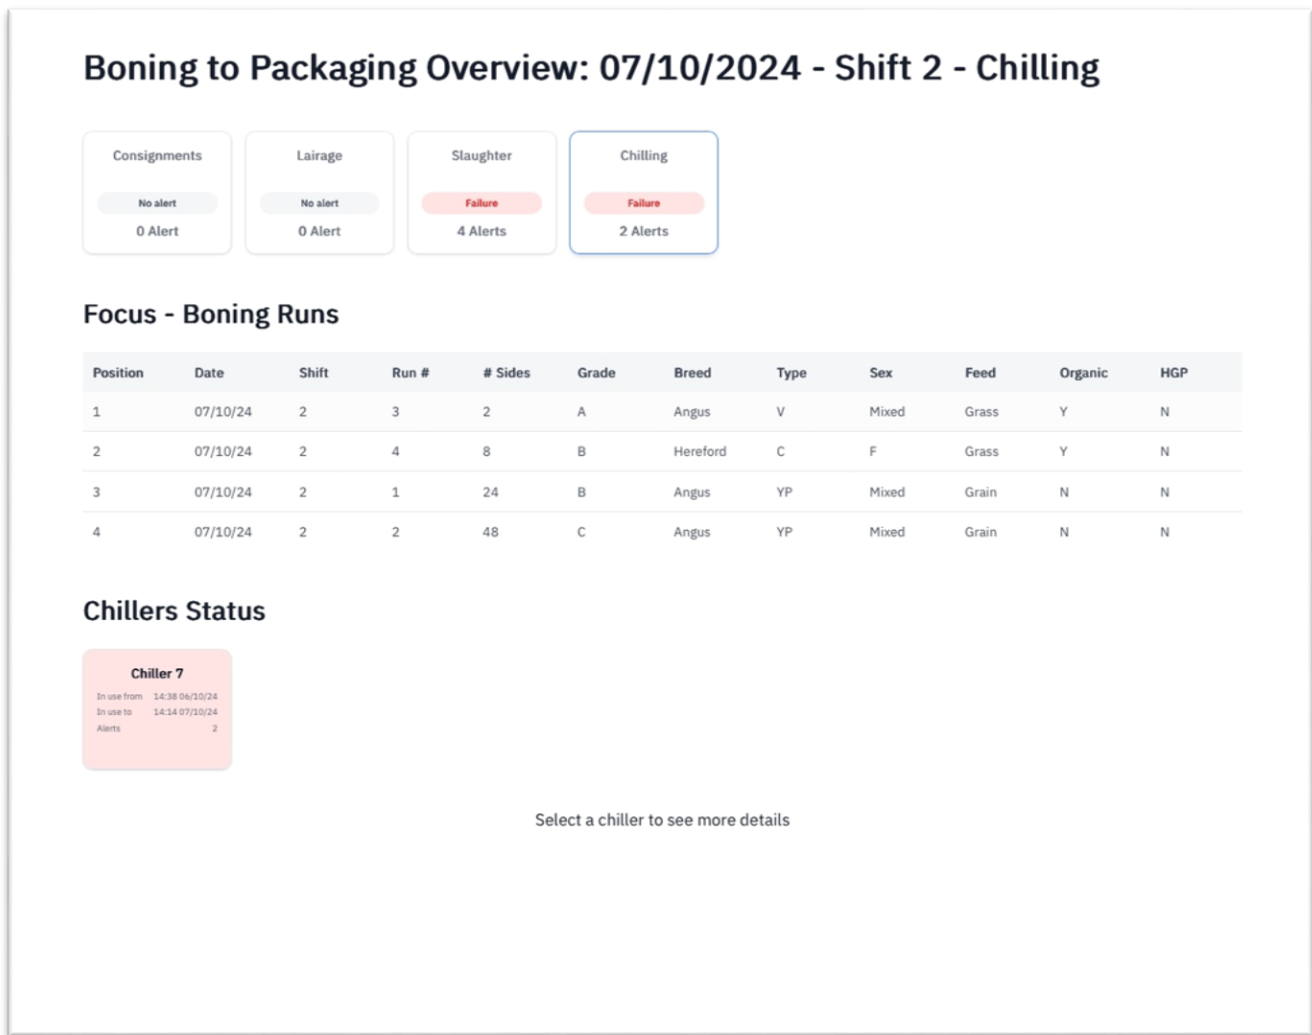 Boning to Packaging Overview: 07/10/2024 - Shift 2 - Chilling
Consignments Lairage Slaughter Chilling
No alert No alert Failure Failure
0 Alert 0 Alert 4 Alerts 2 Alerts
Focus - Boning Runs
Position Date Shift Run # # Sides Grade Breed Type Sex Feed Organic HGP
1 07/10/24 2 3 2 A Angus V Mixed Grass Y N
2 07/10/24 2 4 8 B Hereford C F Grass Y N
3 07/10/24 2 1 24 B Angus YP Mixed Grain N N
4 07/10/24 2 2 48 C Angus YP Mixed Grain N N
Chillers Status
Chiller 7
In use from 14:38 06/10/24
In use to 14:14 07/10/24
Alerts 2
Select a chiller to see more details